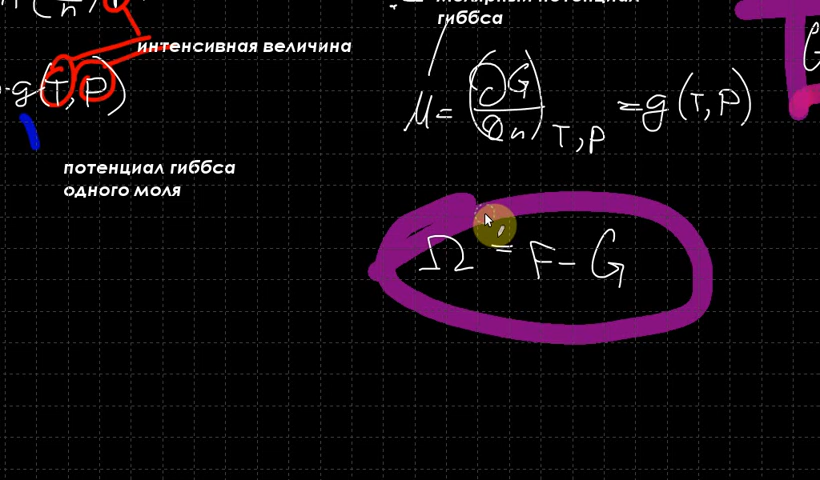 интенсивная величина
гиббса
g(T, P)
μ = (∂G/∂n)T,P = g(T,P)
потенциал гиббса
одного моля
Ω = F - G